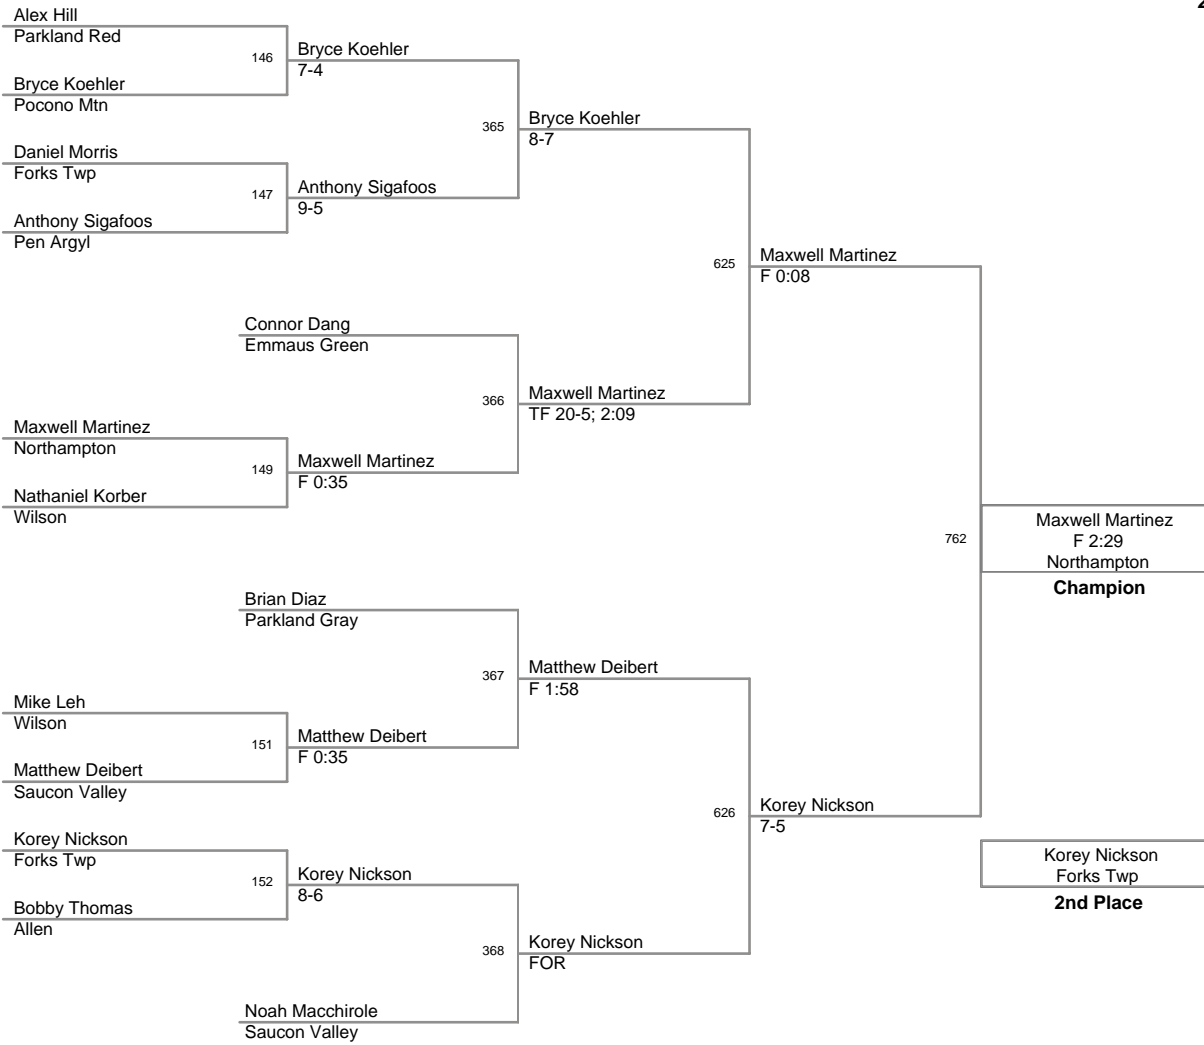 Alex Hill
Parkland Red
146
Bryce Koehler
7-4
Bryce Koehler
Pocono Mtn
365
Bryce Koehler
8-7
Daniel Morris
Forks Twp
147
Anthony Sigafoos
9-5
Anthony Sigafoos
Pen Argyl
625
Maxwell Martinez
F 0:08
Connor Dang
Emmaus Green
366
Maxwell Martinez
TF 20-5; 2:09
Maxwell Martinez
Northampton
149
Maxwell Martinez
F 0:35
Nathaniel Korber
Wilson
762
Maxwell Martinez
F 2:29
Northampton
Champion
Brian Diaz
Parkland Gray
367
Matthew Deibert
F 1:58
Mike Leh
Wilson
151
Matthew Deibert
F 0:35
Matthew Deibert
Saucon Valley
626
Korey Nickson
7-5
Korey Nickson
Forks Twp
152
Korey Nickson
8-6
Bobby Thomas
Allen
Korey Nickson
Forks Twp
2nd Place
368
Korey Nickson
FOR
Noah Macchirole
Saucon Valley